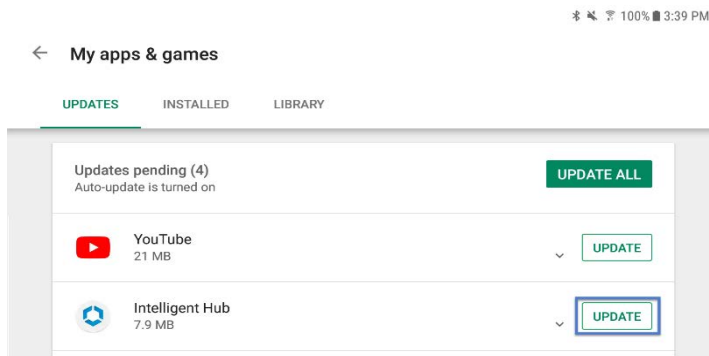 100% 3:39 PM
My apps & games
UPDATES INSTALLED LIBRARY
Updates pending (4)
Auto-update is turned on
UPDATE ALL
YouTube
21 MB
UPDATE
Intelligent Hub
7.9 MB
UPDATE